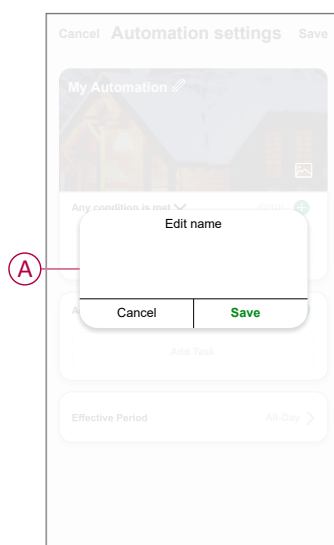 Cancel Automation settings Save
My Automation
Any condition is met
Edit name
A
Cancel Save
Add Task
Effective Period All-Day